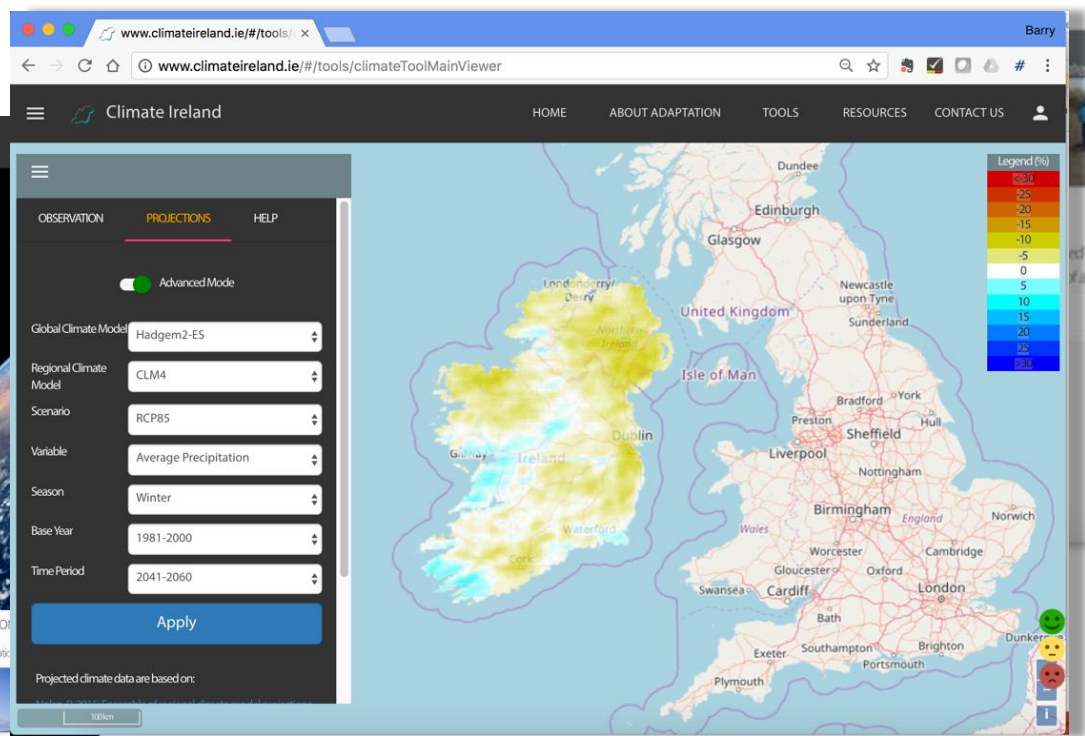 www.climateireland.ie/#/tools/
Barry
www.climateireland.ie/#/tools/climateToolMainViewer
Climate Ireland
HOME
ABOUT ADAPTATION
TOOLS
RESOURCES
CONTACT US
OBSERVATION
PROJECTIONS
HELP
Advanced Mode
Global Climate Model
Hadgem2-ES
Regional Climate
Model
CLM4
Scenario
RCP85
Variable
Average Precipitation
Season
Winter
Base Year
1981-2000
Time Period
2041-2060
Apply
Projected climate data are based on:
100km
Legend (%)
<-30
-25
-20
-15
-10
-5
0
5
10
15
20
25
>30
Dundee
Edinburgh
Glasgow
Londonderry/
Derry
Northern
Ireland
United Kingdom
Newcastle
upon Tyne
Sunderland
Isle of Man
Bradford
York
Preston
Hull
Dublin
Sheffield
Galway
Ireland
Liverpool
Nottingham
Birmingham
England
Norwich
Waterford
Wales
Worcester
Cambridge
Cork
Gloucester
Oxford
Swansea
Cardiff
London
Bath
Exeter
Southampton
Brighton
Portsmouth
Plymouth
i